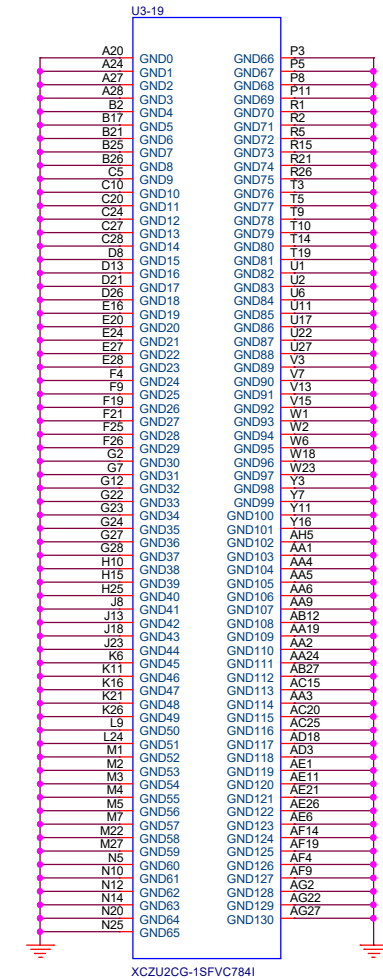 U3-19
A20 GND0 GND66 P3
A24 GND1 GND67 P5
A27 GND2 GND68 P8
A28 GND3 GND69 P11
B2 GND4 GND70 R1
B17 GND5 GND71 R2
B21 GND6 GND72 R5
B25 GND7 GND73 R15
B26 GND8 GND74 R21
C5 GND9 GND75 R26
C10 GND10 GND76 T3
C20 GND11 GND77 T5
C24 GND12 GND78 T9
C27 GND13 GND79 T10
C28 GND14 GND80 T14
D8 GND15 GND81 T19
D13 GND16 GND82 U1
D21 GND17 GND83 U2
D26 GND18 GND84 U6
E16 GND19 GND85 U11
E20 GND20 GND86 U17
E24 GND21 GND87 U22
E27 GND22 GND88 U27
E28 GND23 GND89 V3
F4 GND24 GND90 V7
F9 GND25 GND91 V13
F19 GND26 GND92 V15
F21 GND27 GND93 W1
F25 GND28 GND94 W2
F26 GND29 GND95 W6
G2 GND30 GND96 W18
G7 GND31 GND97 W23
G12 GND32 GND98 Y3
G22 GND33 GND99 Y7
G23 GND34 GND100 Y11
G24 GND35 GND101 Y16
G27 GND36 GND102 AH5
G28 GND37 GND103 AA1
H10 GND38 GND104 AA4
H15 GND39 GND105 AA5
H25 GND40 GND106 AA6
J8 GND41 GND107 AA9
J13 GND42 GND108 AB12
J18 GND43 GND109 AA19
J23 GND44 GND110 AA2
K6 GND45 GND111 AA24
K11 GND46 GND112 AB27
K16 GND47 GND113 AC15
K21 GND48 GND114 AA3
K26 GND49 GND115 AC20
L9 GND50 GND116 AC25
L24 GND51 GND117 AD18
M1 GND52 GND118 AD3
M2 GND53 GND119 AE1
M3 GND54 GND120 AE11
M4 GND55 GND121 AE21
M5 GND56 GND122 AE26
M7 GND57 GND123 AE6
M22 GND58 GND124 AF14
M27 GND59 GND125 AF19
N5 GND60 GND126 AF4
N10 GND61 GND127 AF9
N12 GND62 GND128 AG2
N14 GND63 GND129 AG22
N20 GND64 GND130 AG27
N25 GND65
XCZU2CG-1SFVC784I